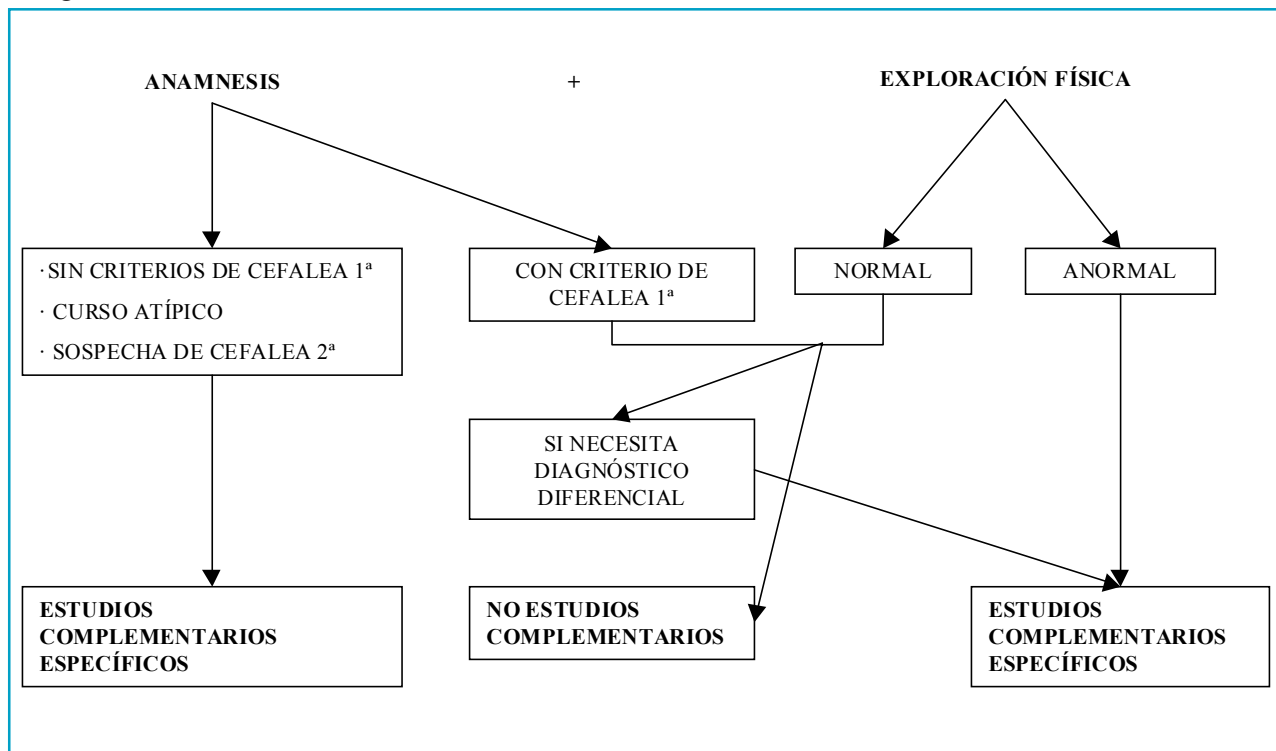 ANAMNESIS + EXPLORACIÓN FÍSICA
· SIN CRITERIOS DE CEFALEA 1ª
· CURSO ATÍPICO
· SOSPECHA DE CEFALEA 2ª
CON CRITERIO DE
CEFALEA 1ª
NORMAL
ANORMAL
SI NECESITA
DIAGNÓSTICO
DIFERENCIAL
ESTUDIOS
COMPLEMENTARIOS
ESPECÍFICOS
NO ESTUDIOS
COMPLEMENTARIOS
ESTUDIOS
COMPLEMENTARIOS
ESPECÍFICOS